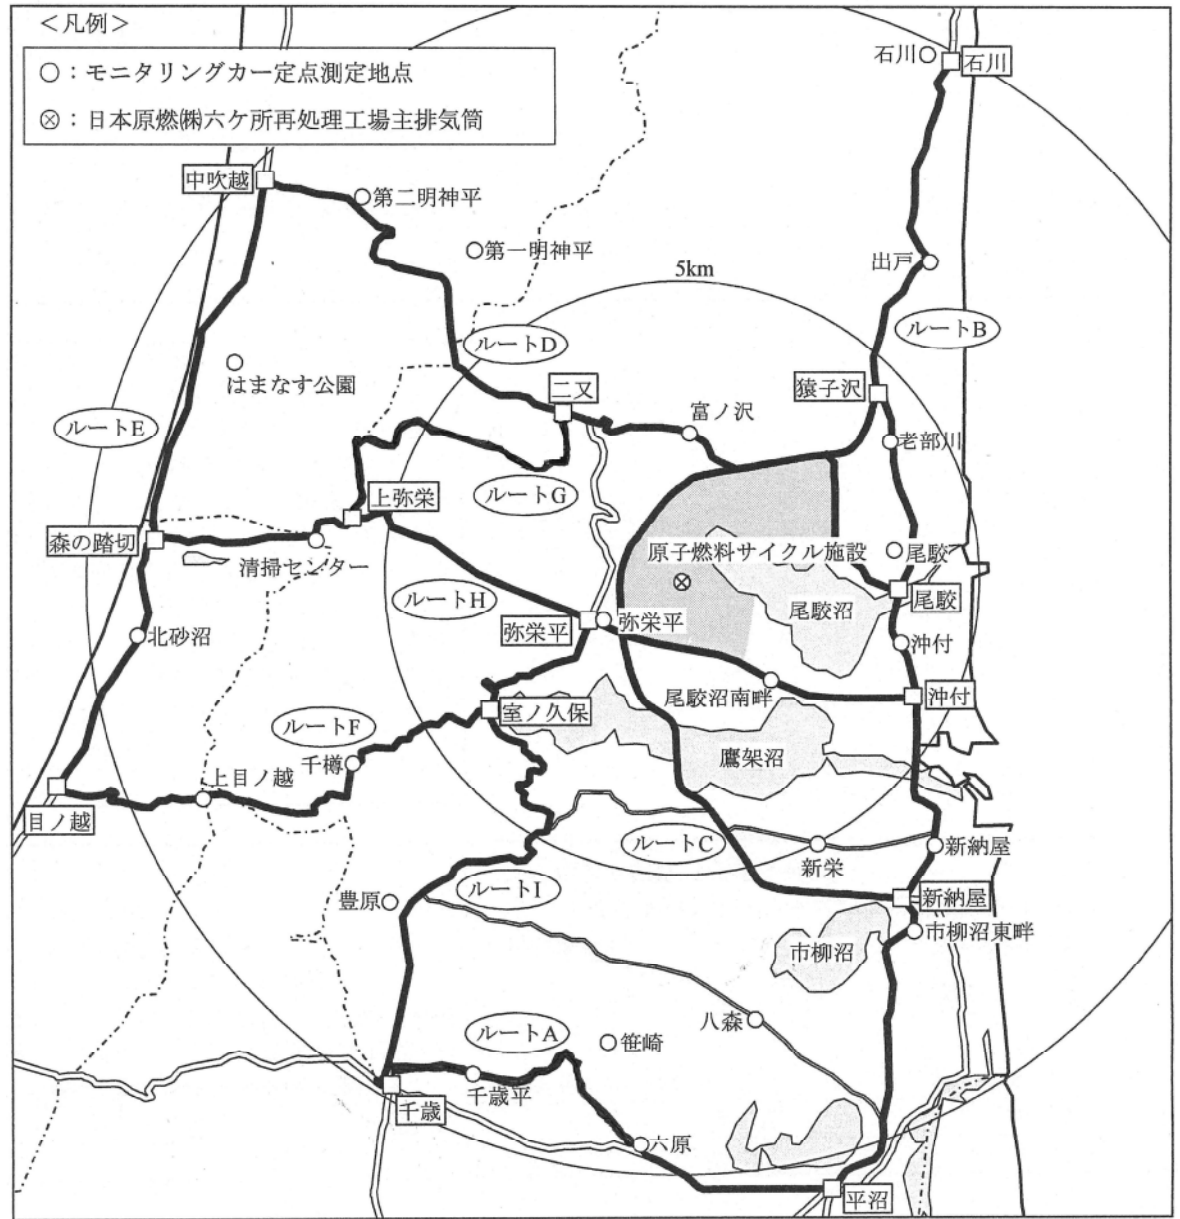 <凡例>
○:モニタリングカー定点測定地点
⊗:日本原燃㈱六ケ所再処理工場主排気筒
石川
石川
中吹越
第二明神平
第一明神平
出戸
5km
ルートB
ルートD
はまなす公園
二又
猿子沢
富ノ沢
ルートE
老部川
ルートG
上弥栄
森の踏切
清掃センター
原子燃料サイクル施設
尾駮
尾駮
尾駮沼
ルートH
弥栄平
弥栄平
北砂沼
沖付
沖付
尾駮沼南畔
室ノ久保
ルートF
千樽
鷹架沼
上目ノ越
目ノ越
ルートC
新栄
新納屋
ルートI
豊原
新納屋
市柳沼東畔
市柳沼
八森
ルートA
笹崎
千歳平
千歳
六原
平沼